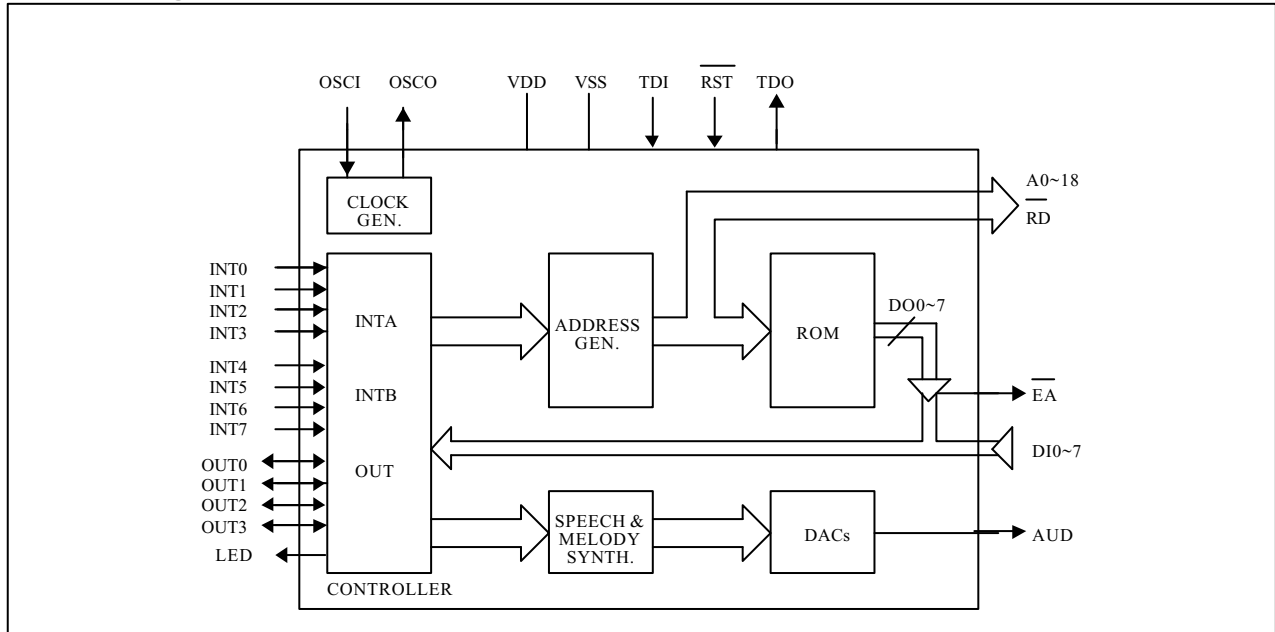 OSCI OSCO VDD VSS TDI RST TDO
A0~18
RD
CLOCK
GEN.
INT0
INT1
INT2
INT3
INT4
INT5
INT6
INT7
OUT0
OUT1
OUT2
OUT3
LED
INTA
INTB
OUT
CONTROLLER
ADDRESS
GEN.
ROM
DO0~7
EA
DI0~7
SPEECH &
MELODY
SYNTH.
DACs
AUD